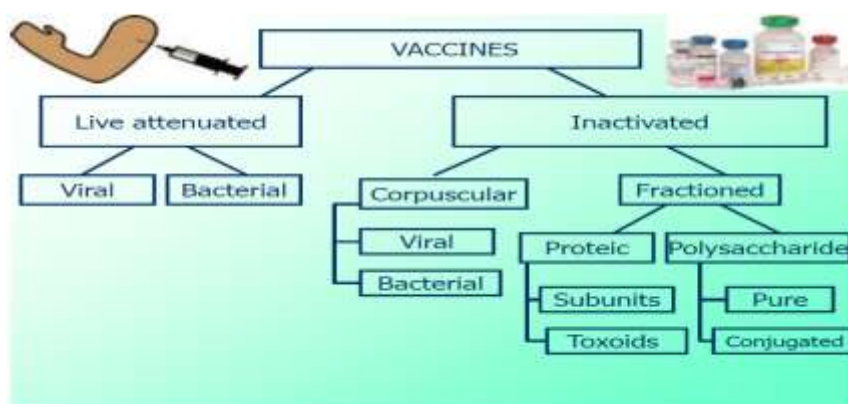 VACCINES
Live attenuated
Inactivated
Viral
Bacterial
Corpuscular
Fractioned
Viral
Bacterial
Proteic
Polysaccharide
Subunits
Toxoids
Pure
Conjugated